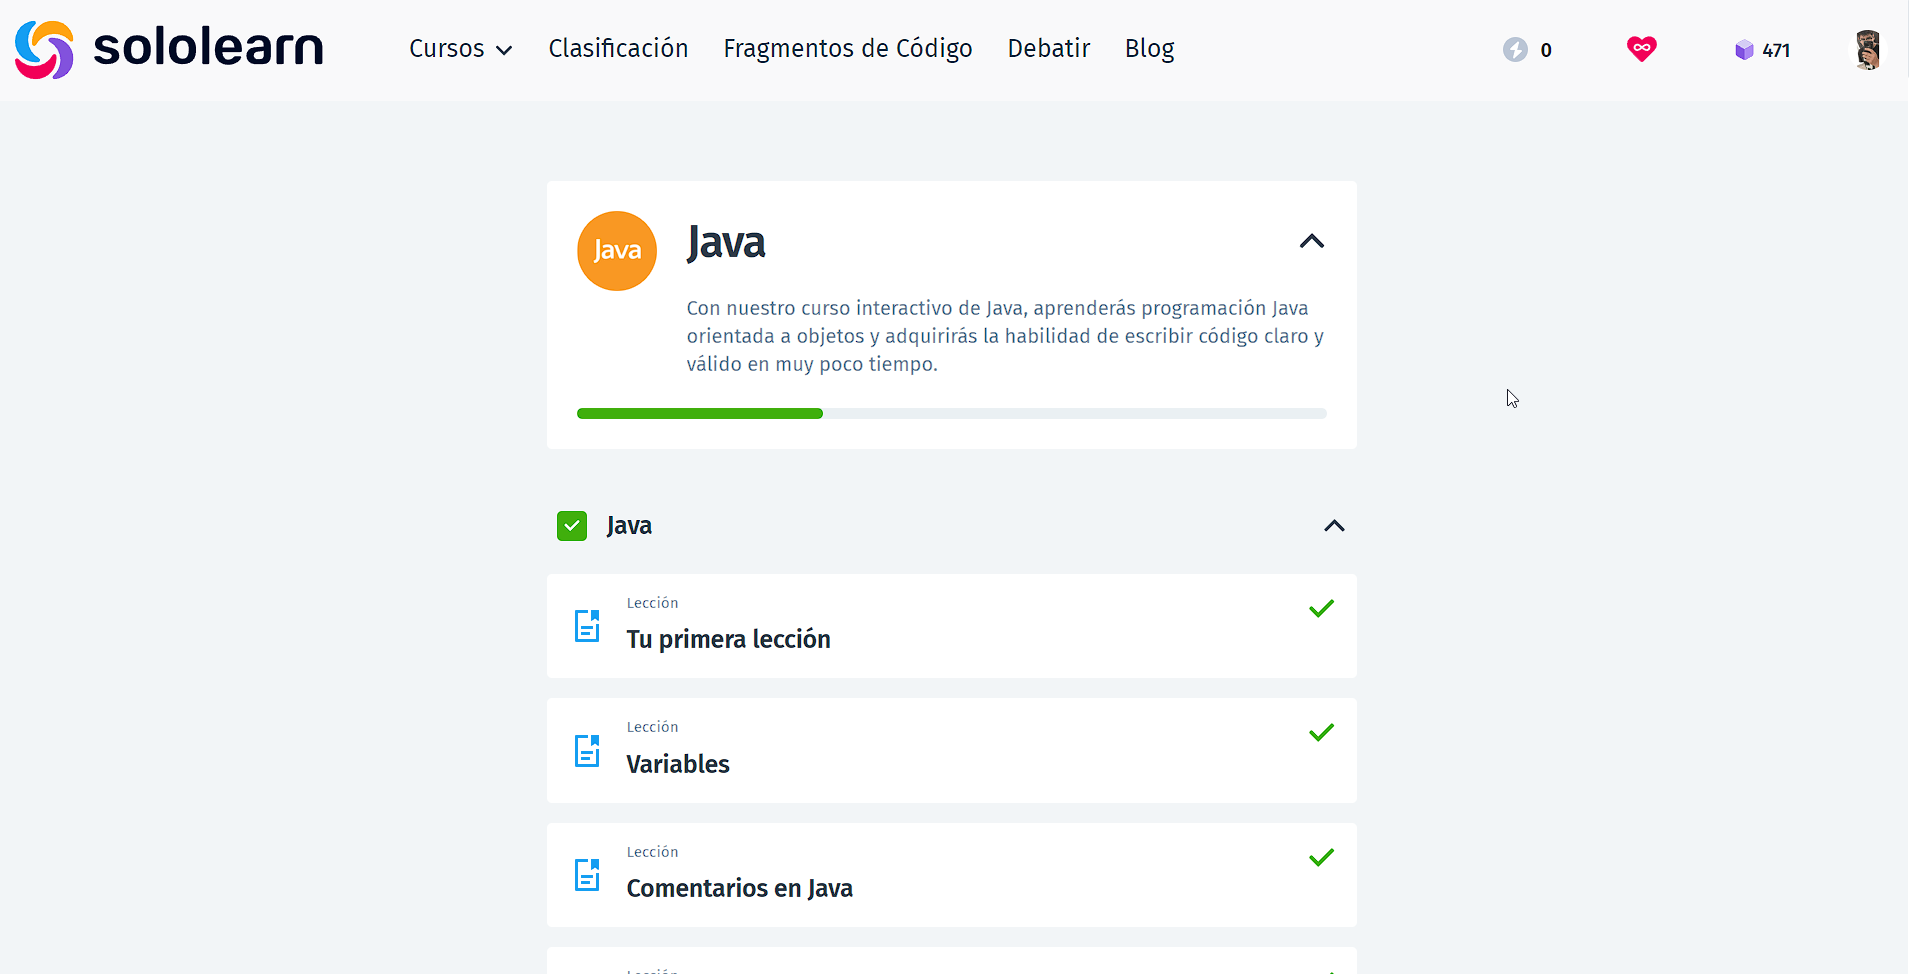 sololearn
Cursos
Clasificación
Fragmentos de Código
Debatir
Blog
0
471
Java
Java
Con nuestro curso interactivo de Java, aprenderás programación Java
orientada a objetos y adquirirás la habilidad de escribir código claro y
válido en muy poco tiempo.
Java
Lección
Tu primera lección
Lección
Variables
Lección
Comentarios en Java